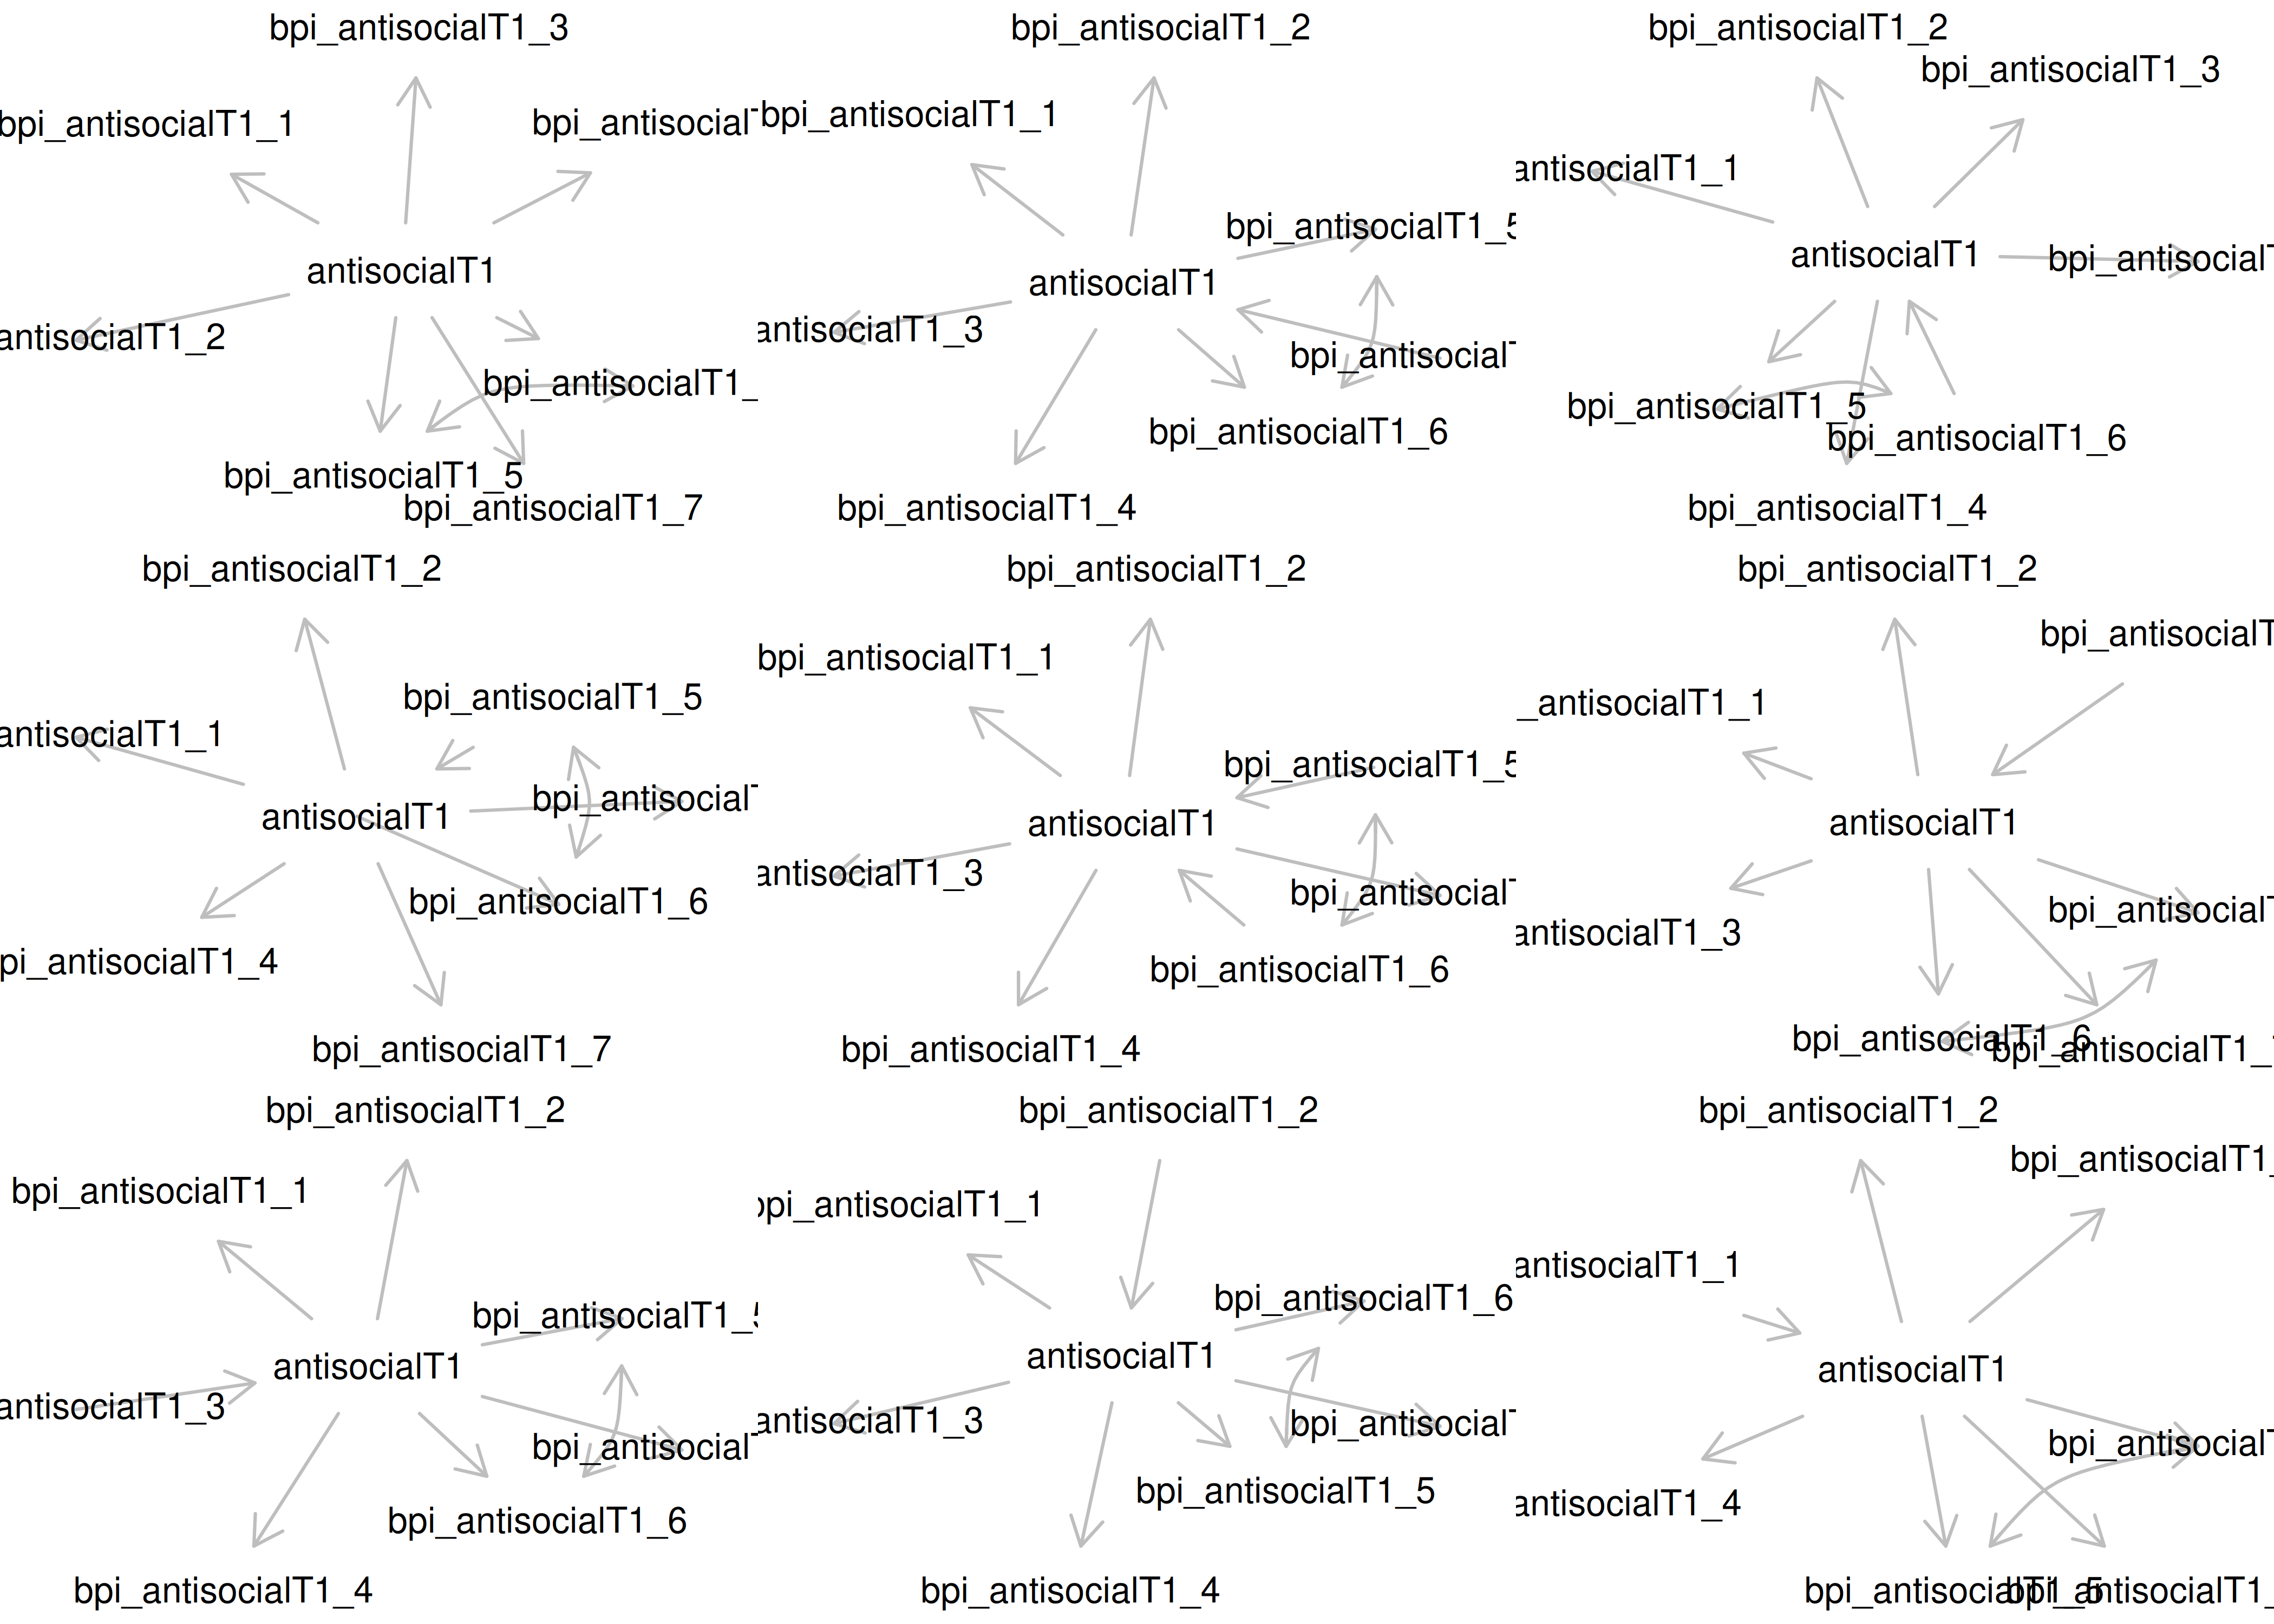 bpi_antisocialT1_3
bpi_antisocialT1_1
bpi_antisocial
antisocialT1
antisocialT1_2
bpi_antisocialT1_
bpi_antisocialT1_5
bpi_antisocialT1_7
bpi_antisocialT1_2
bpi_antisocialT1_1
bpi_antisocialT1_5
antisocialT1
antisocialT1_3
bpi_antisocial
bpi_antisocialT1_6
bpi_antisocialT1_4
bpi_antisocialT1_2
bpi_antisocialT1_3
antisocialT1_1
antisocialT1
bpi_antisocial
bpi_antisocialT1_5
bpi_antisocialT1_6
bpi_antisocialT1_4
bpi_antisocialT1_2
bpi_antisocialT1_5
antisocialT1_1
bpi_antisocial
antisocialT1
bpi_antisocialT1_6
pi_antisocialT1_4
bpi_antisocialT1_7
bpi_antisocialT1_2
bpi_antisocialT1_1
bpi_antisocialT1_5
antisocialT1
antisocialT1_3
bpi_antisocial
bpi_antisocialT1_6
bpi_antisocialT1_4
bpi_antisocialT1_2
bpi_antisocialT
_antisocialT1_1
antisocialT1
bpi_antisocial
antisocialT1_3
bpi_antisocialT1_6
bpi_antisocialT1_
bpi_antisocialT1_2
bpi_antisocialT1_1
bpi_antisocialT1_5
antisocialT1
antisocialT1_3
bpi_antisocial
bpi_antisocialT1_6
bpi_antisocialT1_4
bpi_antisocialT1_2
bpi_antisocialT1_1
bpi_antisocialT1_6
antisocialT1
antisocialT1_3
bpi_antisocial
bpi_antisocialT1_5
bpi_antisocialT1_4
bpi_antisocialT1_2
bpi_antisocialT1_
antisocialT1_1
antisocialT1
bpi_antisocial
antisocialT1_4
bpi_antisocialT1_5
bpi_antisocialT1_